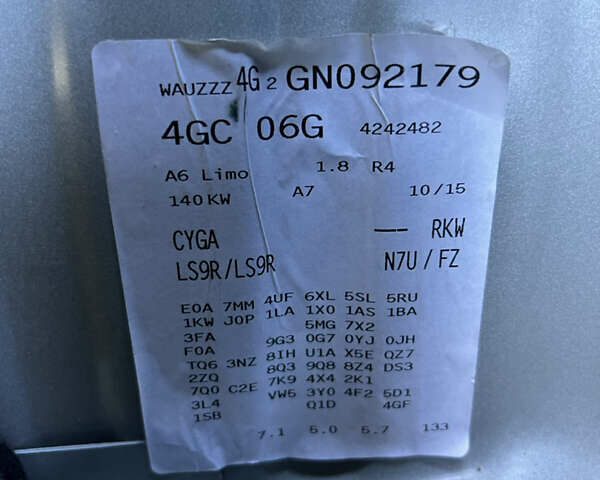 WAUZZZ 4G 2 GN092179
4GC 06G 4242482
A6 Limo 1.8 R4
140 KW A7 10/15
CYGA -- RKW
LS9R/LS9R N7U / FZ
E0A 7MM 4UF 6XL 5SL 5RU
1KW J0P 1LA 1X0 1AS 1BA
3FA 5MG 7X2
F0A 9G3 0G7 0YJ 0JH
TQ6 3NZ 8IH U1A X5E QZ7
2ZQ 8Q3 9Q8 8Z4 DS3
7Q0 C2E 7K9 4X4 2K1
3L4 VW5 3Y0 4F2 5D1
1SB Q1D 4GF
7.1 5.0 5.7 133